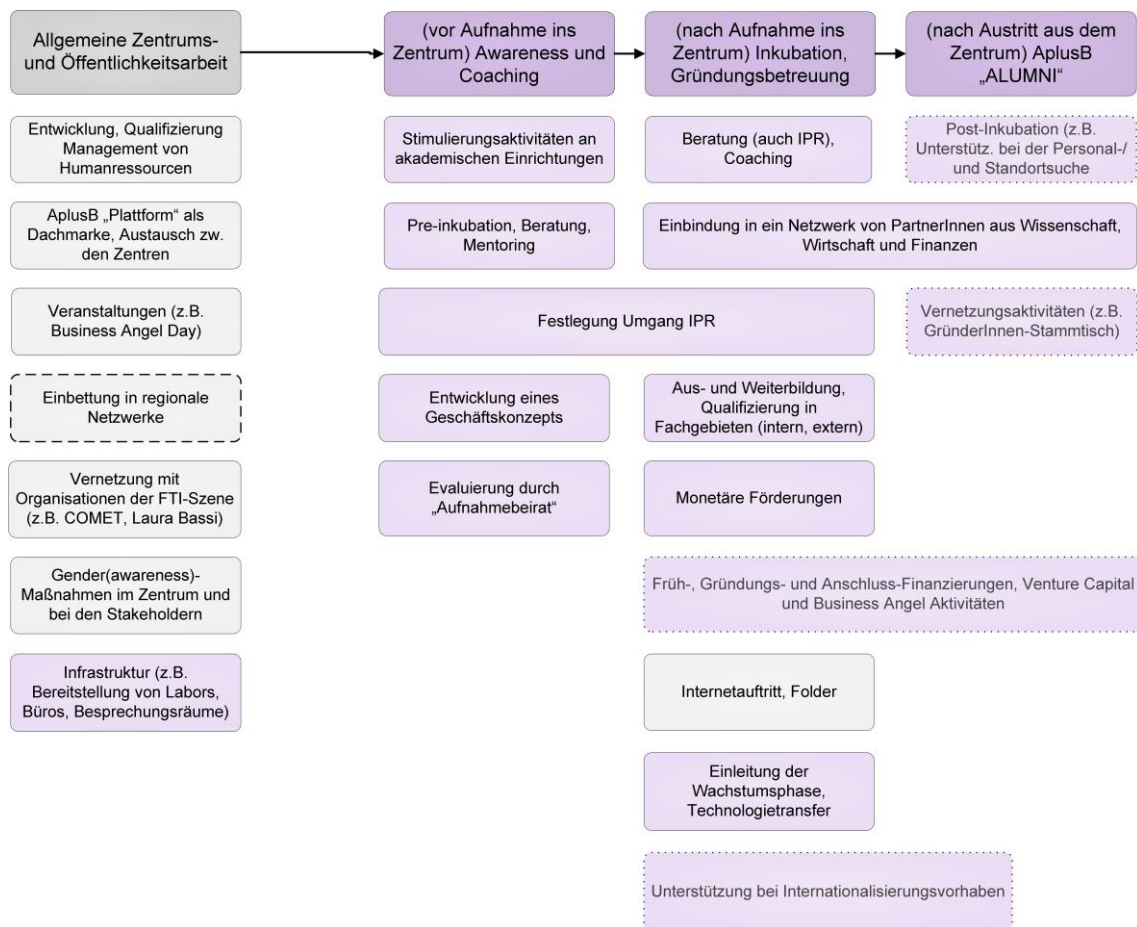 Allgemeine Zentrums-
und Öffentlichkeitsarbeit
(vor Aufnahme ins
Zentrum) Awareness und
Coaching
(nach Aufnahme ins
Zentrum) Inkubation,
Gründungsbetreuung
(nach Austritt aus dem
Zentrum) AplusB
„ALUMNI“
Entwicklung, Qualifizierung
Management von
Humanressourcen
Stimulierungsaktivitäten an
akademischen Einrichtungen
Beratung (auch IPR),
Coaching
Post-Inkubation (z.B.
Unterstütz. bei der Personal-/
und Standortsuche
AplusB „Plattform“ als
Dachmarke, Austausch zw.
den Zentren
Pre-inkubation, Beratung,
Mentoring
Einbindung in ein Netzwerk von PartnerInnen aus Wissenschaft,
Wirtschaft und Finanzen
Veranstaltungen (z.B.
Business Angel Day)
Festlegung Umgang IPR
Vernetzungsaktivitäten (z.B.
GründerInnen-Stammtisch)
Einbettung in regionale
Netzwerke
Entwicklung eines
Geschäftskonzepts
Aus- und Weiterbildung,
Qualifizierung in
Fachgebieten (intern, extern)
Vernetzung mit
Organisationen der FTI-Szene
(z.B. COMET, Laura Bassi)
Evaluierung durch
„Aufnahmebeirat“
Monetäre Förderungen
Gender(awareness)-
Maßnahmen im Zentrum und
bei den Stakeholdern
Früh-, Gründungs- und Anschluss-Finanzierungen, Venture Capital
und Business Angel Aktivitäten
Infrastruktur (z.B.
Bereitstellung von Labors,
Büros, Besprechungsräume)
Internetauftritt, Folder
Einleitung der
Wachstumsphase,
Technologietransfer
Unterstützung bei Internationalisierungsvorhaben